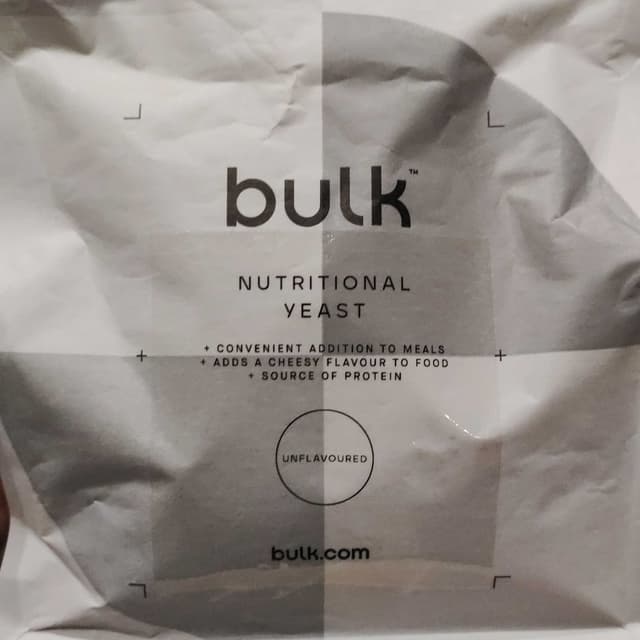 bulk™
NUTRITIONAL
YEAST
+ CONVENIENT ADDITION TO MEALS
+ ADDS A CHEESY FLAVOUR TO FOOD
+ SOURCE OF PROTEIN
UNFLAVOURED
bulk.com